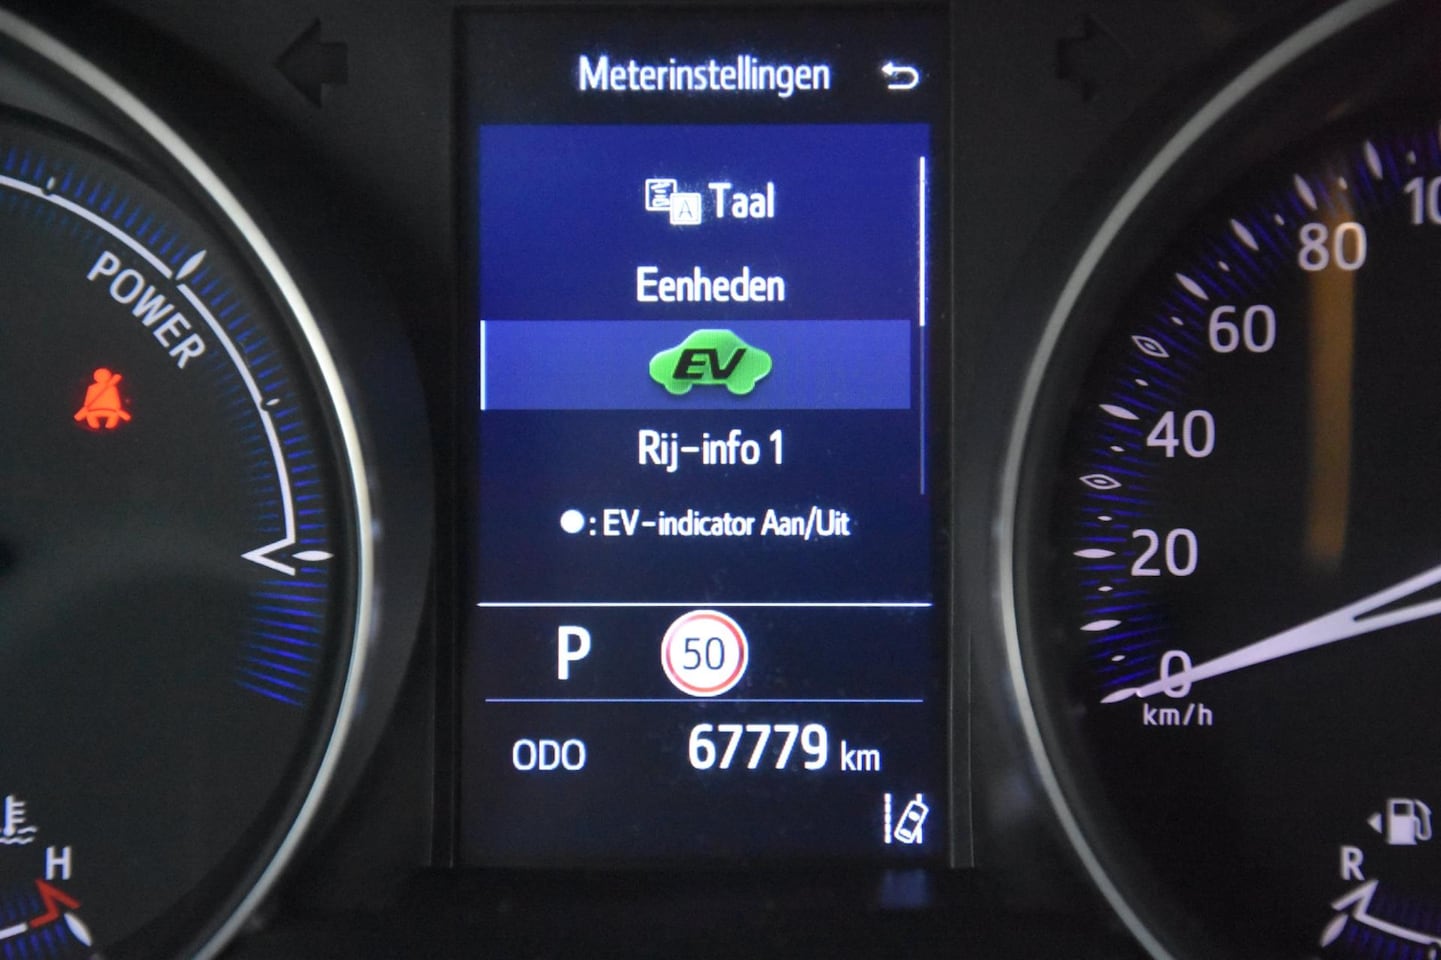 Meterinstellingen
A Taal
Eenheden
EV
Rij-info 1
: EV-indicator Aan/Uit
P 50
ODO 67779 km
POWER
H
80
60
40
20
0
km/h
R